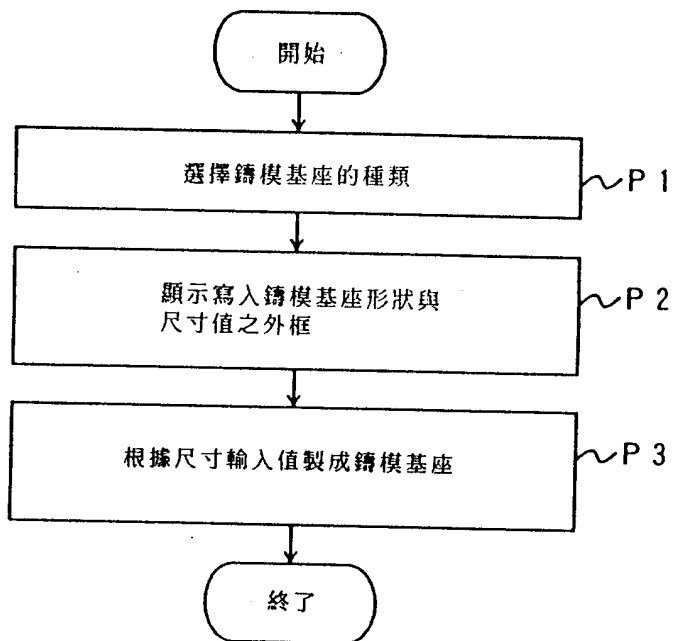 開始
選擇鑄模基座的種類
P 1
顯示寫入鑄模基座形狀與
尺寸值之外框
P 2
根據尺寸輸入值製成鑄模基座
P 3
終了